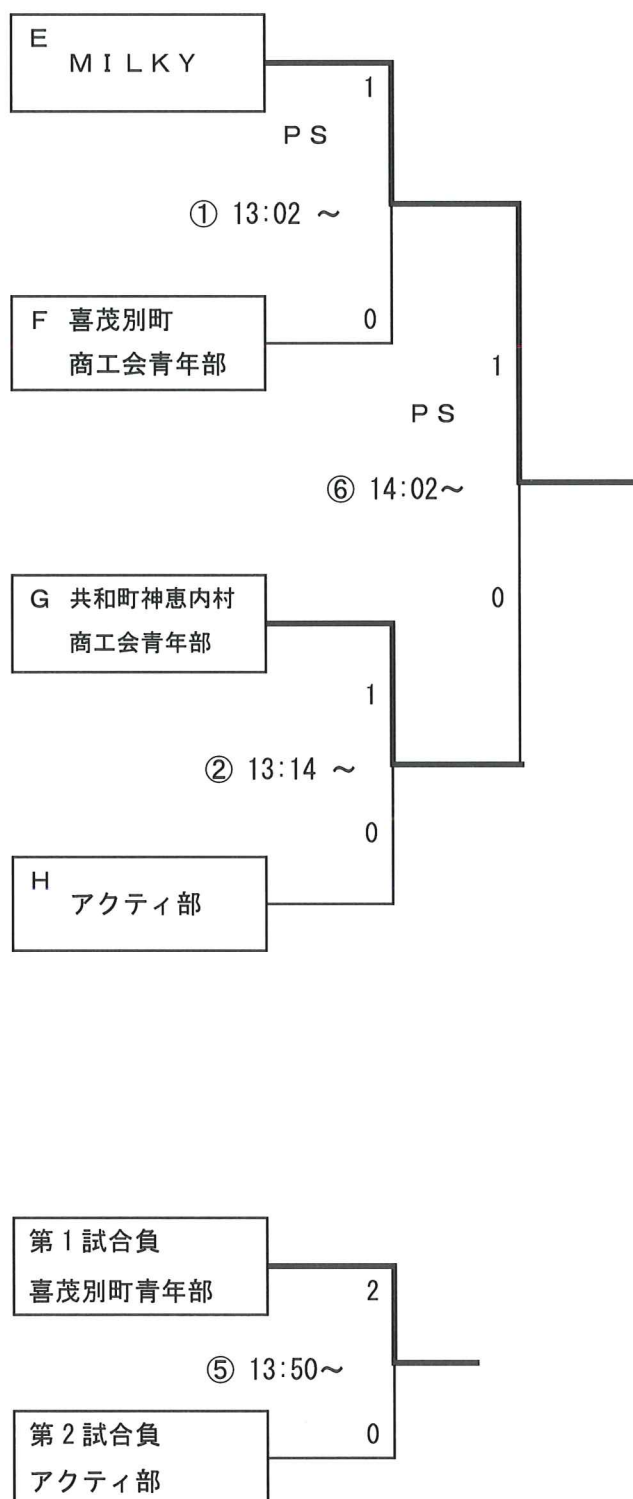 E
ＭＩＬＫＹ
1
ＰＳ
① 13:02 ～
F 喜茂別町
商工会青年部
0
1
ＰＳ
⑥ 14:02～
G 共和町神恵内村
商工会青年部
0
1
② 13:14 ～
0
H
アクティ部
第１試合負
喜茂別町青年部
2
⑤ 13:50～
第２試合負
アクティ部
0